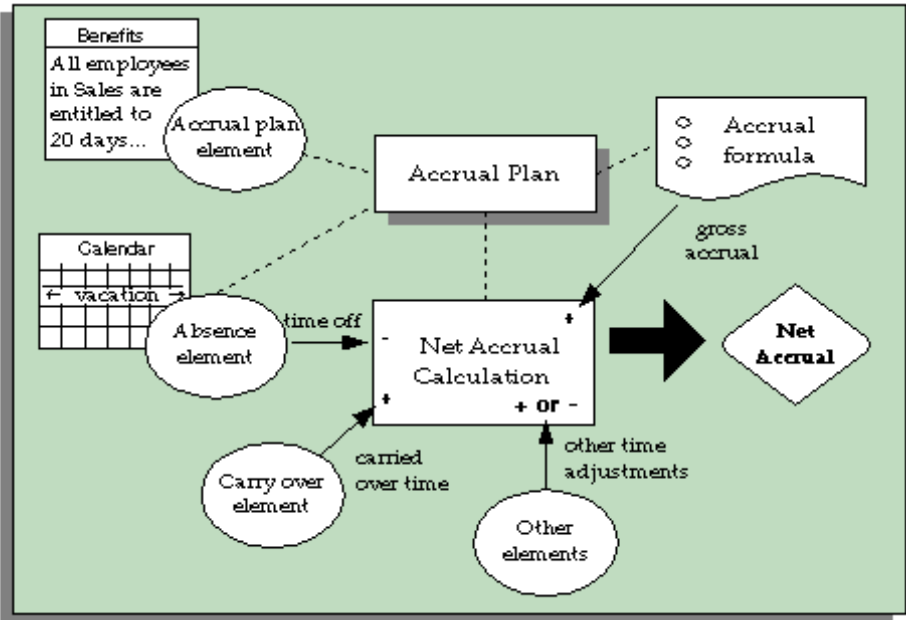 Benefits
All employees
in Sales are
entitled to
20 days...
Accrual plan
element
Accrual Plan
Accrual
formula
gross
accrual
Calendar
← vacation →
Absence
element
time off
-
+
Net Accrual
Calculation
+
+ or -
Net
Accrual
carried
over time
other time
adjustments
Carry over
element
Other
elements